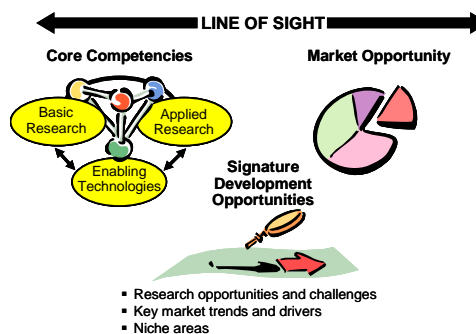 LINE OF SIGHT
Core Competencies
Basic
Research
Applied
Research
Enabling
Technologies
Market Opportunity
Signature
Development
Opportunities
▪ Research opportunities and challenges
▪ Key market trends and drivers
▪ Niche areas